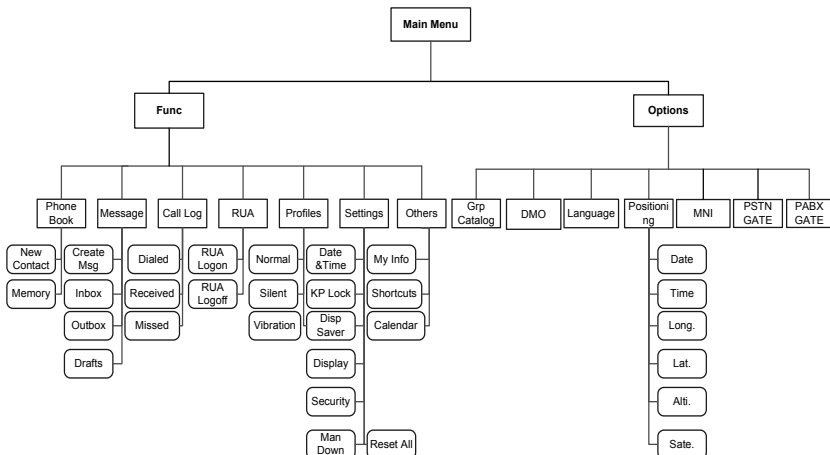 Main Menu
Func
Options
Phone
Book
Message
Call Log
RUA
Profiles
Settings
Others
Grp
Catalog
DMO
Language
Positioni
ng
MNI
PSTN
GATE
PABX
GATE
New
Contact
Memory
Create
Msg
Inbox
Outbox
Drafts
Dialed
Received
Missed
RUA
Logon
RUA
Logoff
Normal
Silent
Vibration
Date
&Time
KP Lock
Disp
Saver
Display
Security
Man
Down
Reset All
My Info
Shortcuts
Calendar
Date
Time
Long.
Lat.
Alti.
Sate.